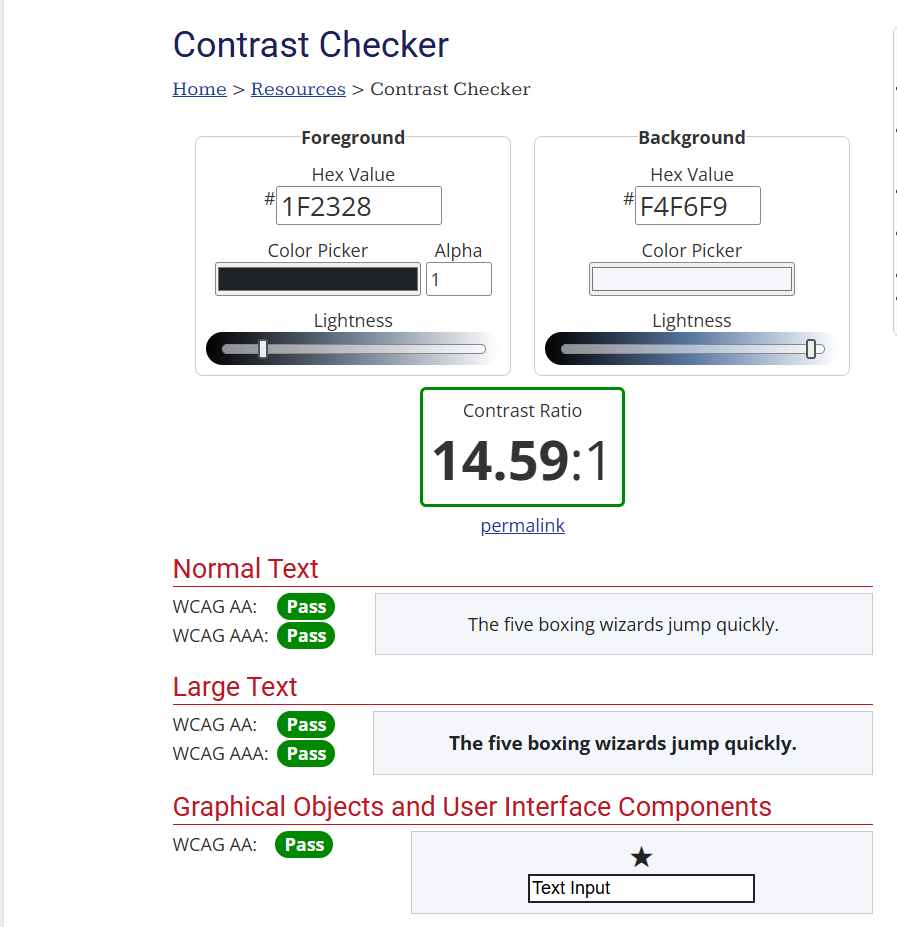 Contrast Checker
Home > Resources > Contrast Checker
Foreground
Hex Value
#1F2328
Color Picker Alpha
1
Lightness
Background
Hex Value
#F4F6F9
Color Picker
Lightness
Contrast Ratio
14.59:1
permalink
Normal Text
WCAG AA: Pass
WCAG AAA: Pass
The five boxing wizards jump quickly.
Large Text
WCAG AA: Pass
WCAG AAA: Pass
The five boxing wizards jump quickly.
Graphical Objects and User Interface Components
WCAG AA: Pass
★
Text Input